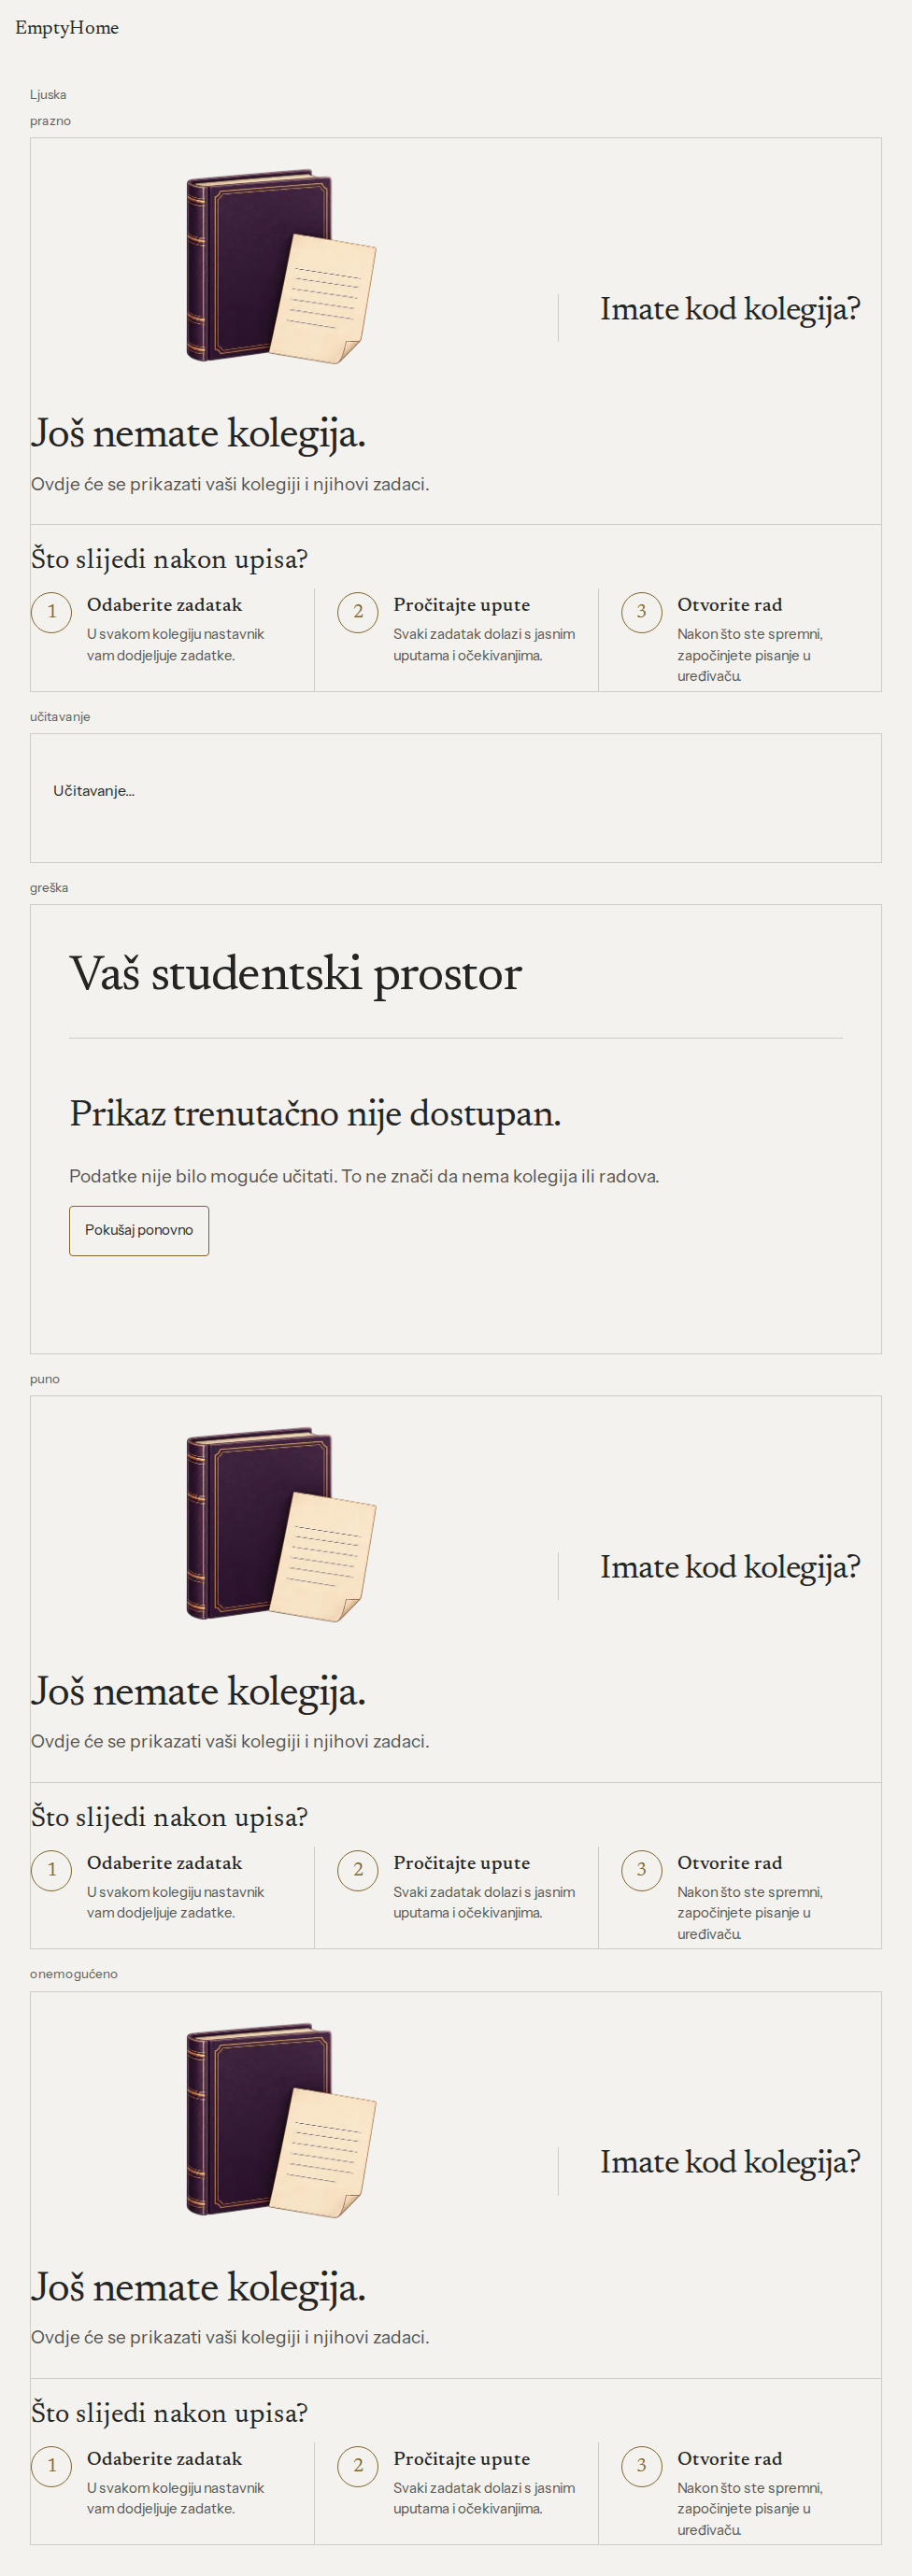 EmptyHome
Ljuska
prazno
Imate kod kolegija?
Još nemate kolegija.
Ovdje će se prikazati vaši kolegiji i njihovi zadaci.
Što slijedi nakon upisa?
1
Odaberite zadatak
U svakom kolegiju nastavnik
vam dodjeljuje zadatke.
2
Pročitajte upute
Svaki zadatak dolazi s jasnim
uputama i očekivanjima.
3
Otvorite rad
Nakon što ste spremni,
započinjete pisanje u
uređivaču.
učitavanje
Učitavanje…
greška
Vaš studentski prostor
Prikaz trenutačno nije dostupan.
Podatke nije bilo moguće učitati. To ne znači da nema kolegija ili radova.
Pokušaj ponovno
puno
Imate kod kolegija?
Još nemate kolegija.
Ovdje će se prikazati vaši kolegiji i njihovi zadaci.
Što slijedi nakon upisa?
1
Odaberite zadatak
U svakom kolegiju nastavnik
vam dodjeljuje zadatke.
2
Pročitajte upute
Svaki zadatak dolazi s jasnim
uputama i očekivanjima.
3
Otvorite rad
Nakon što ste spremni,
započinjete pisanje u
uređivaču.
onemogućeno
Imate kod kolegija?
Još nemate kolegija.
Ovdje će se prikazati vaši kolegiji i njihovi zadaci.
Što slijedi nakon upisa?
1
Odaberite zadatak
U svakom kolegiju nastavnik
vam dodjeljuje zadatke.
2
Pročitajte upute
Svaki zadatak dolazi s jasnim
uputama i očekivanjima.
3
Otvorite rad
Nakon što ste spremni,
započinjete pisanje u
uređivaču.